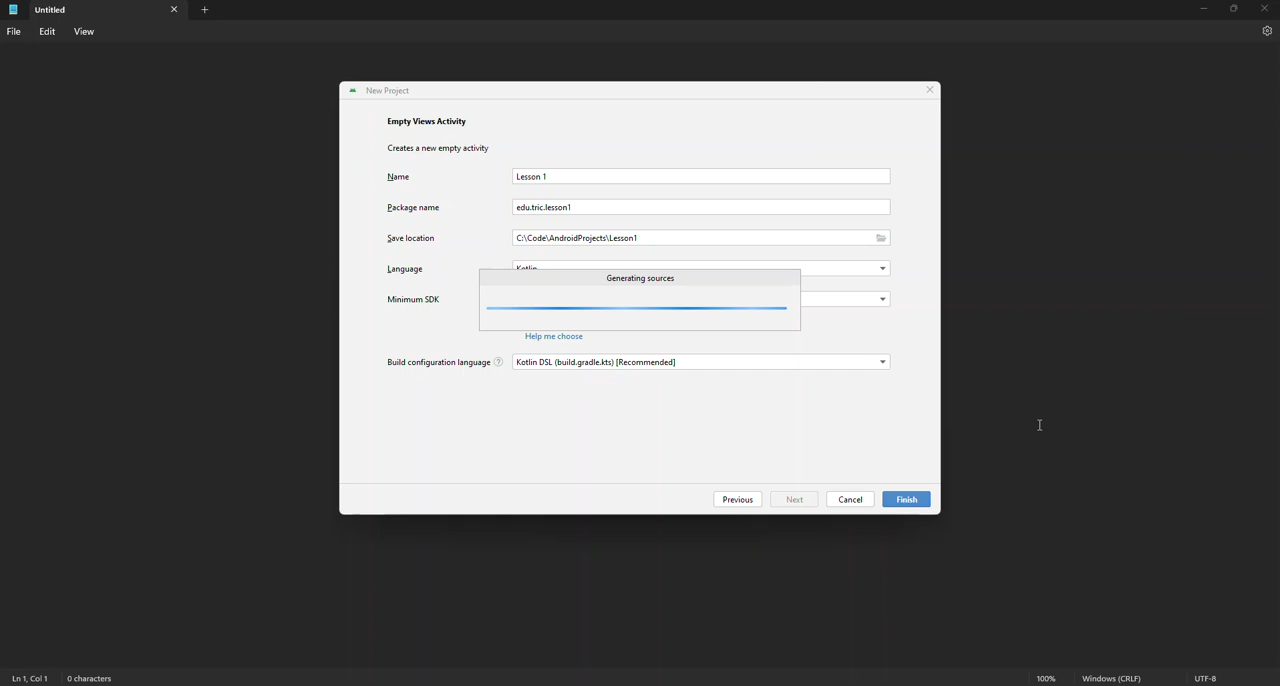 Untitled
File Edit View
New Project
Empty Views Activity
Creates a new empty activity
Name Lesson 1
Package name edu.tric.lesson1
Save location C:\Code\AndroidProjects\Lesson1
Language Kotlin
Generating sources
Minimum SDK
Help me choose
Build configuration language ? Kotlin DSL (build.gradle.kts) [Recommended]
Previous Next Cancel Finish
Ln 1, Col 1 0 characters 100% Windows (CRLF) UTF-8